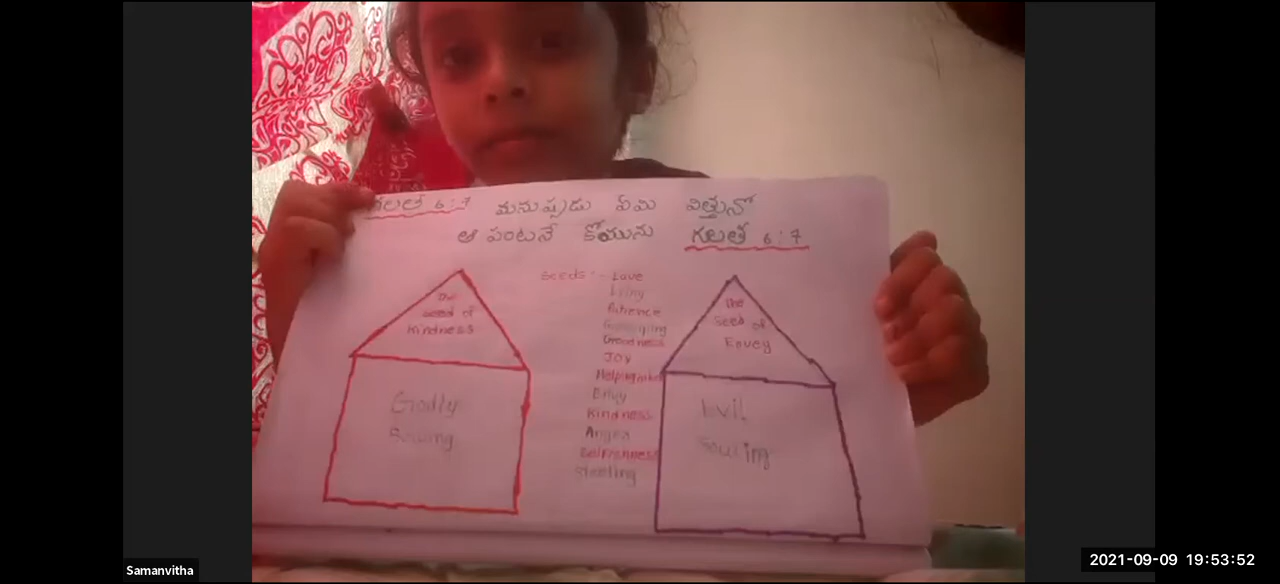 గలతీ 6:7 మనుష్యుడు ఏమి విత్తునో
ఆ పంటనే కోయును గలతీ 6:7
The
Seed of
Kindness
Godly
Sowing
Seeds:- Love
Lying
Patience
Gossiping
Goodness
Joy
Envy
Kindness
Anger
Selfishness
Stealing
The
Seed of
Envey
Evil
Souring
Samanvitha
2021-09-09 19:53:52